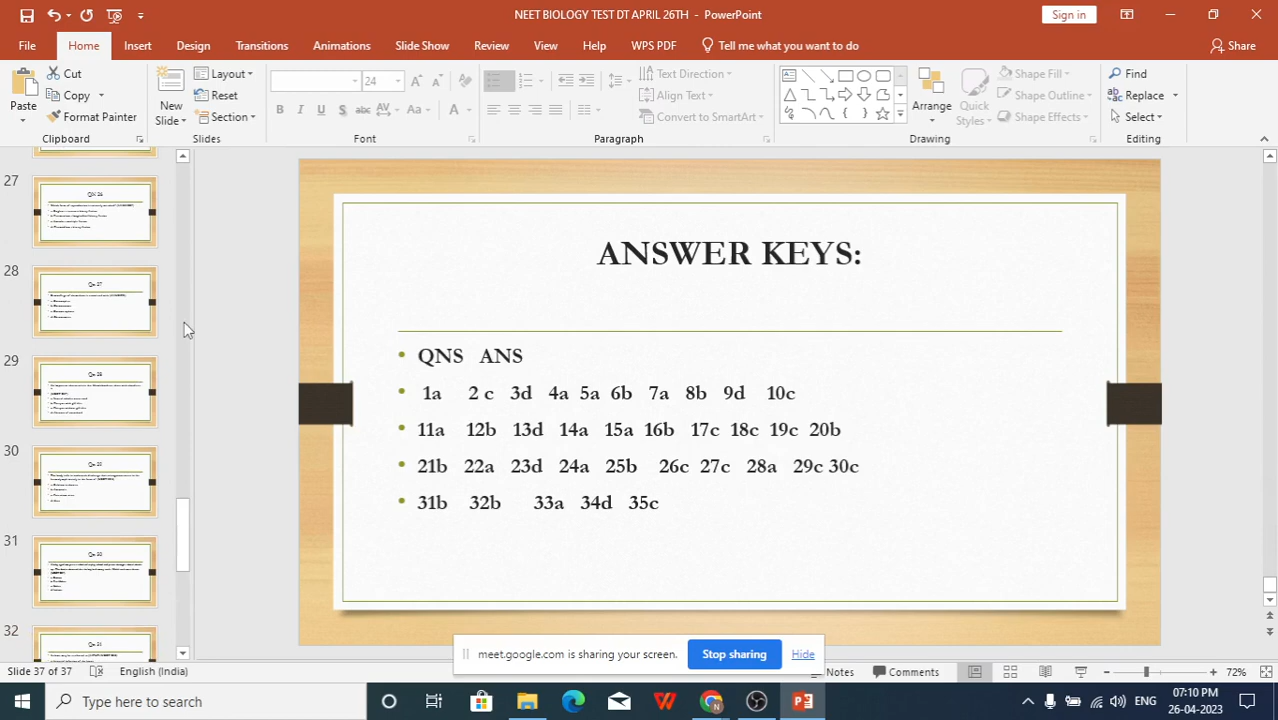 NEET BIOLOGY TEST DT APRIL 26TH - PowerPoint
Sign in
File Home Insert Design Transitions Animations Slide Show Review View Help WPS PDF Tell me what you want to do Share
Cut
Copy
Format Painter
Paste
Clipboard
New Slide
Layout
Reset
Section
Slides
24
B I U S abc AV Aa A
Font
Text Direction
Align Text
Convert to SmartArt
Paragraph
Arrange
Quick Styles
Shape Fill
Shape Outline
Shape Effects
Drawing
Find
Replace
Select
Editing
27
28
29
30
31
32
ANSWER KEYS:
• QNS ANS
• 1a 2 c 3d 4a 5a 6b 7a 8b 9d 10c
• 11a 12b 13d 14a 15a 16b 17c 18c 19c 20b
• 21b 22a 23d 24a 25b 26c 27c 28a 29c 30c
• 31b 32b 33a 34d 35c
meet.google.com is sharing your screen. Stop sharing Hide
Slide 37 of 37 English (India) Notes Comments 72%
Type here to search
ENG
07:10 PM
26-04-2023